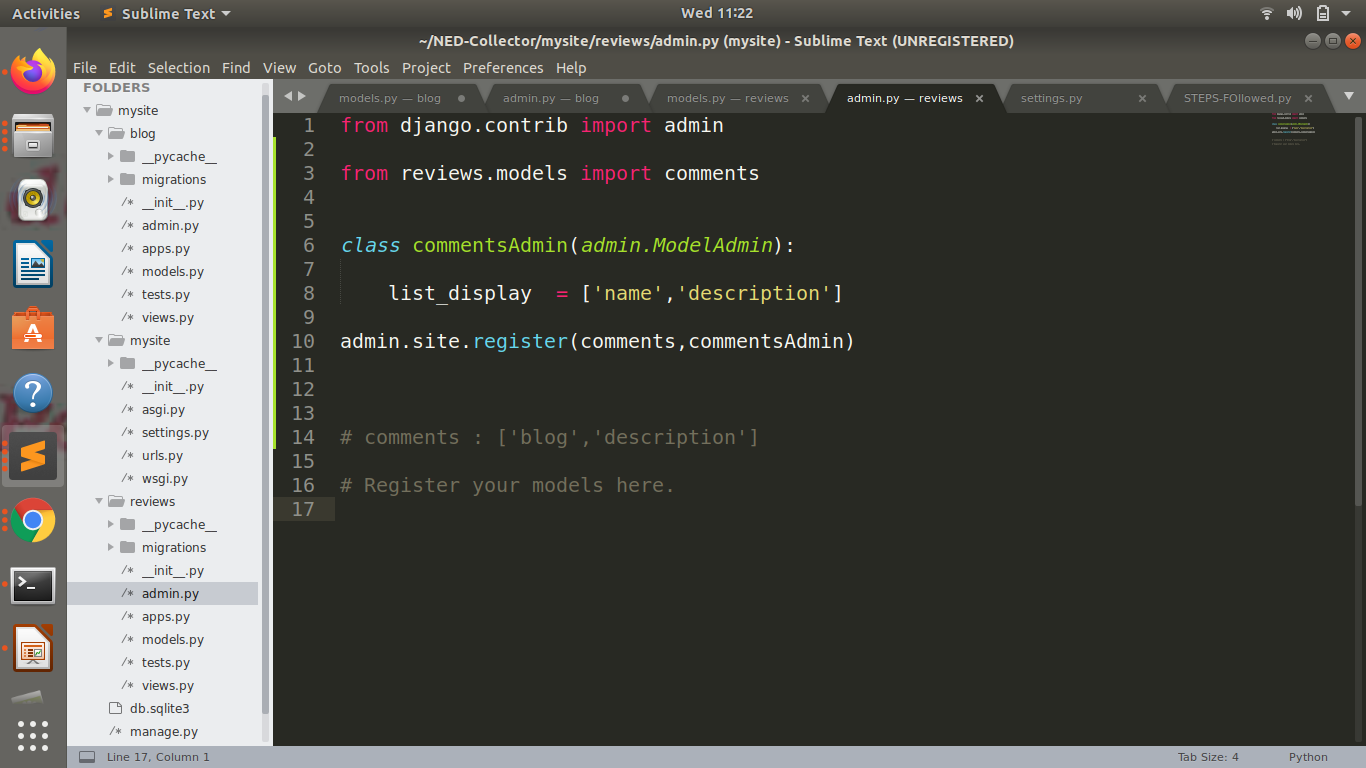 Activities Sublime Text Wed 11:22
~/NED-Collector/mysite/reviews/admin.py (mysite) - Sublime Text (UNREGISTERED)
File Edit Selection Find View Goto Tools Project Preferences Help
FOLDERS
mysite
blog
__pycache__
migrations
__init__.py
admin.py
apps.py
models.py
tests.py
views.py
mysite
__pycache__
__init__.py
asgi.py
settings.py
urls.py
wsgi.py
reviews
__pycache__
migrations
__init__.py
admin.py
apps.py
models.py
tests.py
views.py
db.sqlite3
manage.py
models.py — blog admin.py — blog models.py — reviews admin.py — reviews settings.py STEPS-FOllowed.py
1 from django.contrib import admin
2
3 from reviews.models import comments
4
5
6 class commentsAdmin(admin.ModelAdmin):
7
8     list_display  = ['name','description']
9
10 admin.site.register(comments,commentsAdmin)
11
12
13
14 # comments : ['blog','description']
15
16 # Register your models here.
17
Line 17, Column 1 Tab Size: 4 Python